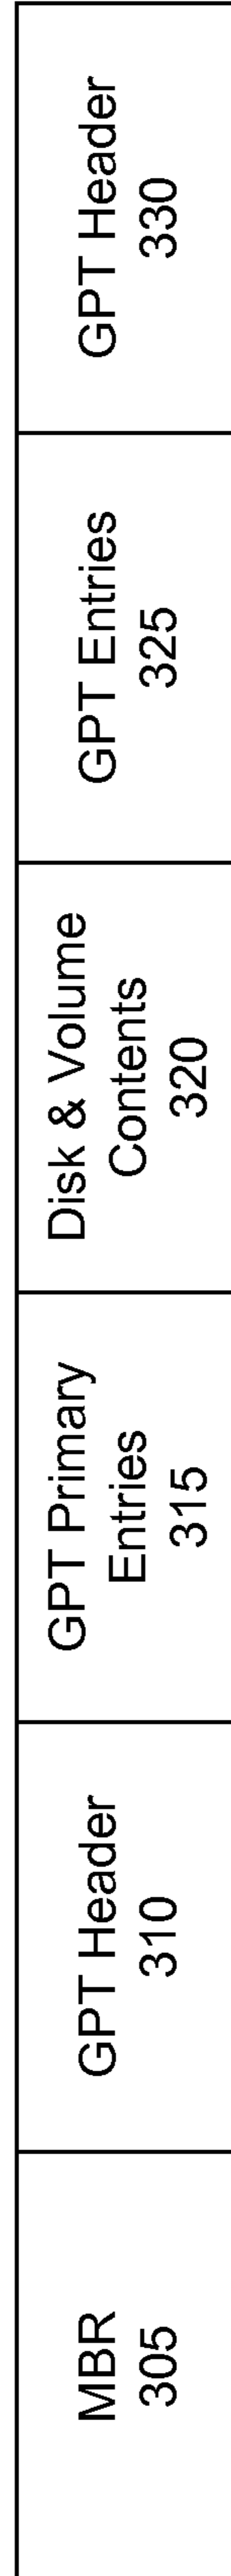 MBR
305
GPT Header
310
GPT Primary
Entries
315
Disk & Volume
Contents
320
GPT Entries
325
GPT Header
330